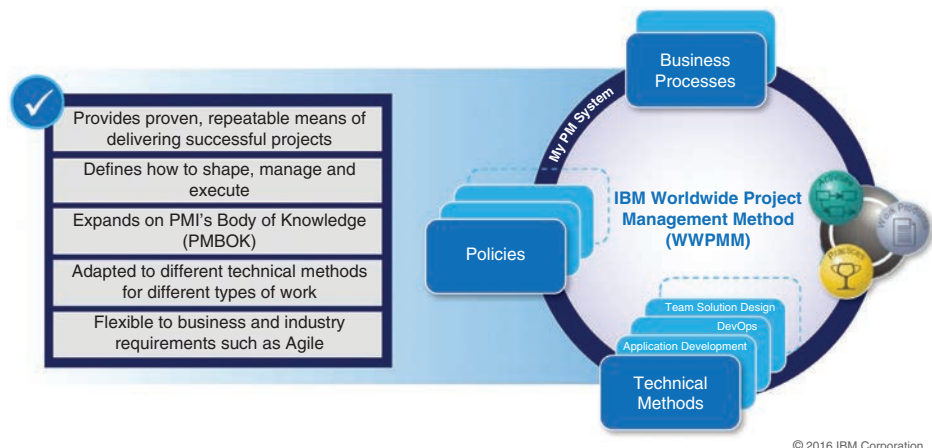 Provides proven, repeatable means of
delivering successful projects
Defines how to shape, manage and
execute
Expands on PMI's Body of Knowledge
(PMBOK)
Adapted to different technical methods
for different types of work
Flexible to business and industry
requirements such as Agile
Business
Processes
My PM System
IBM Worldwide Project
Management Method
(WWPMM)
Policies
Practices
Team Solution Design
DevOps
Application Development
Technical
Methods
© 2016 IBM Corporation